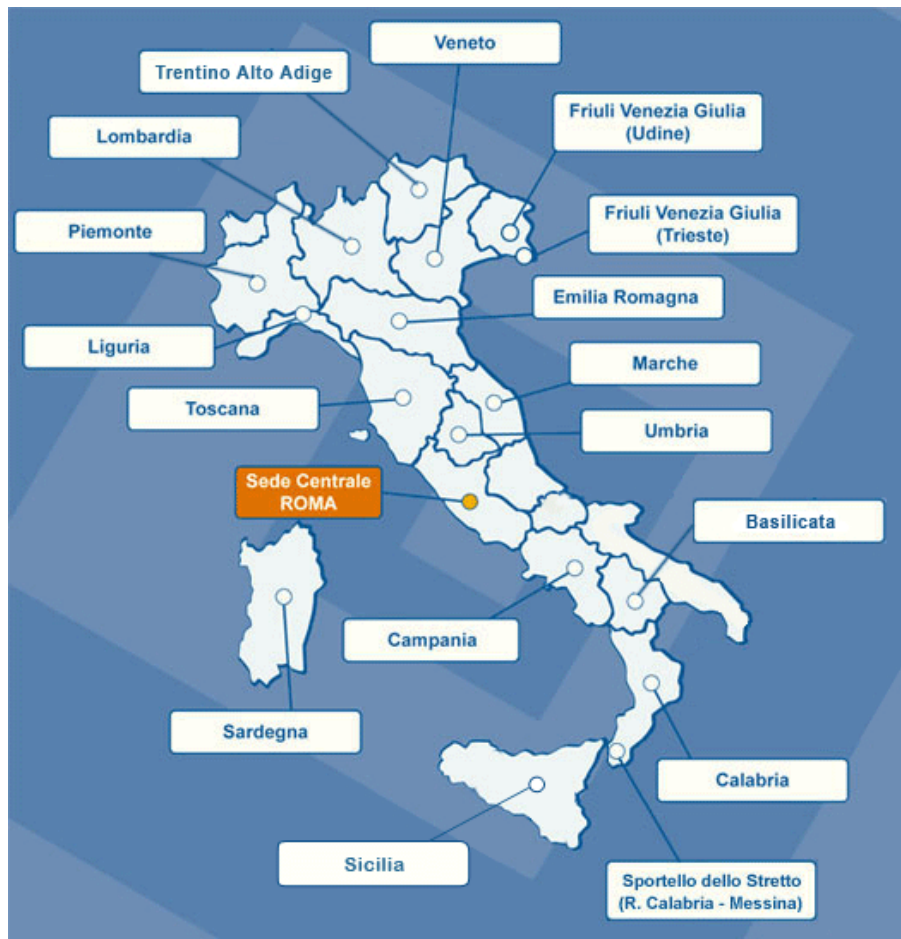 Veneto
Trentino Alto Adige
Friuli Venezia Giulia
(Udine)
Lombardia
Friuli Venezia Giulia
(Trieste)
Piemonte
Emilia Romagna
Liguria
Marche
Toscana
Umbria
Sede Centrale
ROMA
Basilicata
Campania
Sardegna
Calabria
Sicilia
Sportello dello Stretto
(R. Calabria - Messina)